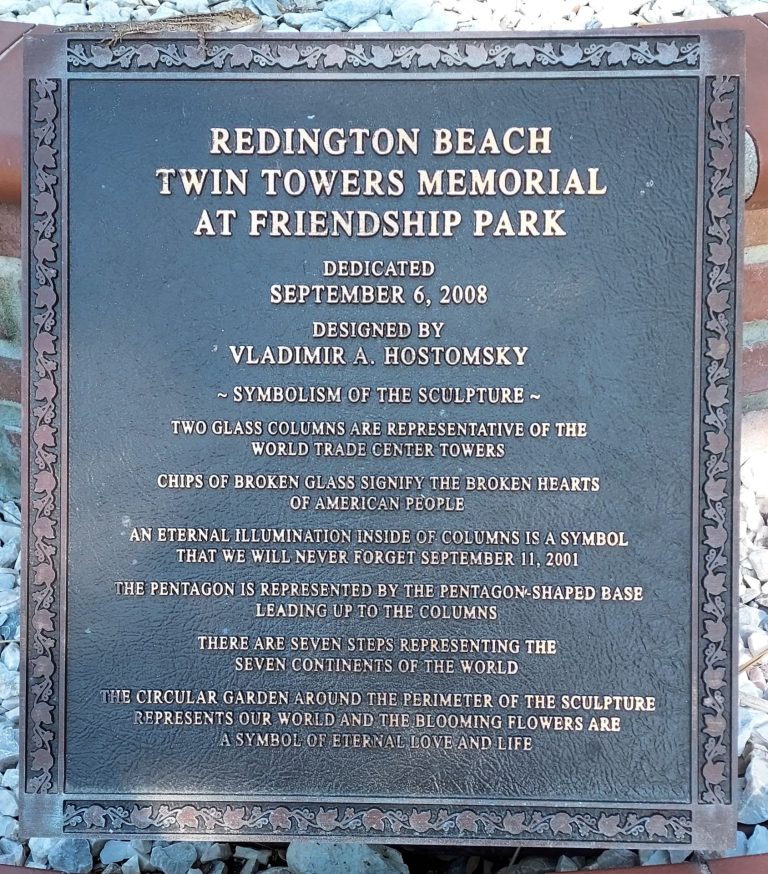 REDINGTON BEACH
TWIN TOWERS MEMORIAL
AT FRIENDSHIP PARK
DEDICATED
SEPTEMBER 6, 2008
DESIGNED BY
VLADIMIR A. HOSTOMSKY
~ SYMBOLISM OF THE SCULPTURE ~
TWO GLASS COLUMNS ARE REPRESENTATIVE OF THE
WORLD TRADE CENTER TOWERS
CHIPS OF BROKEN GLASS SIGNIFY THE BROKEN HEARTS
OF AMERICAN PEOPLE
AN ETERNAL ILLUMINATION INSIDE OF COLUMNS IS A SYMBOL
THAT WE WILL NEVER FORGET SEPTEMBER 11, 2001
THE PENTAGON IS REPRESENTED BY THE PENTAGON-SHAPED BASE
LEADING UP TO THE COLUMNS
THERE ARE SEVEN STEPS REPRESENTING THE
SEVEN CONTINENTS OF THE WORLD
THE CIRCULAR GARDEN AROUND THE PERIMETER OF THE SCULPTURE
REPRESENTS OUR WORLD AND THE BLOOMING FLOWERS ARE
A SYMBOL OF ETERNAL LOVE AND LIFE